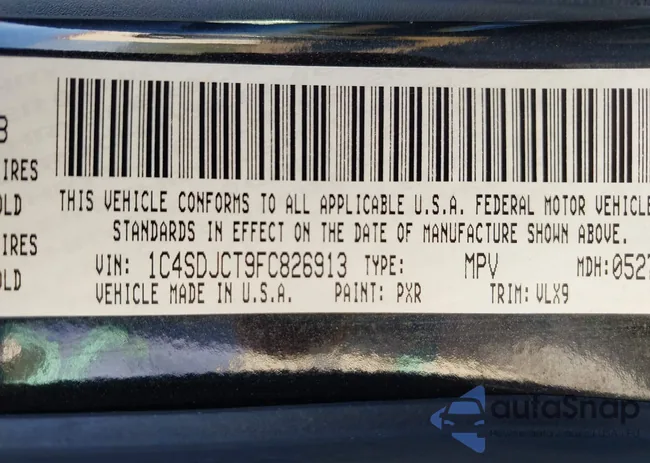 B
IRES
OLD
IRES
OLD
THIS VEHICLE CONFORMS TO ALL APPLICABLE U.S.A. FEDERAL MOTOR VEHICLE
STANDARDS IN EFFECT ON THE DATE OF MANUFACTURE SHOWN ABOVE.
VIN: 1C4SDJCT9FC826913 TYPE: MPV MDH:0527
VEHICLE MADE IN U.S.A. PAINT: PXR TRIM: VLX9
autoSnap